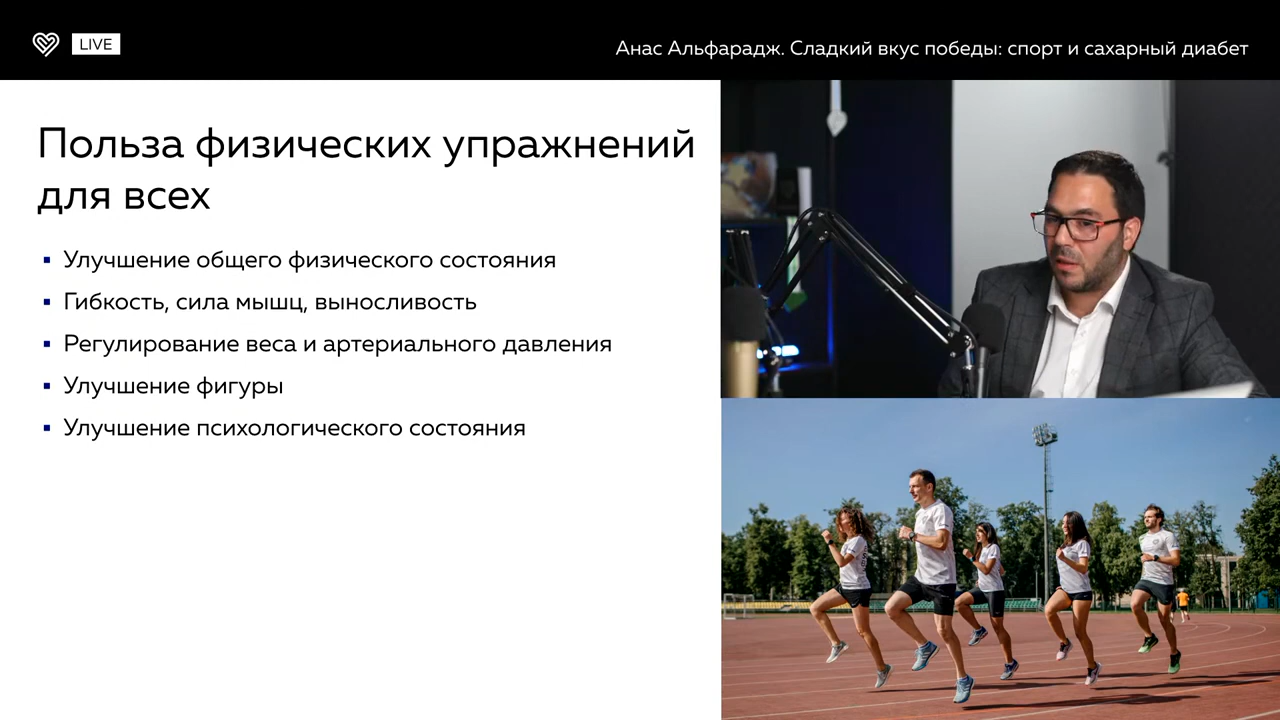 LIVE
Анас Альфарадж. Сладкий вкус победы: спорт и сахарный диабет
Польза физических упражнений
для всех
Улучшение общего физического состояния
Гибкость, сила мышц, выносливость
Регулирование веса и артериального давления
Улучшение фигуры
Улучшение психологического состояния